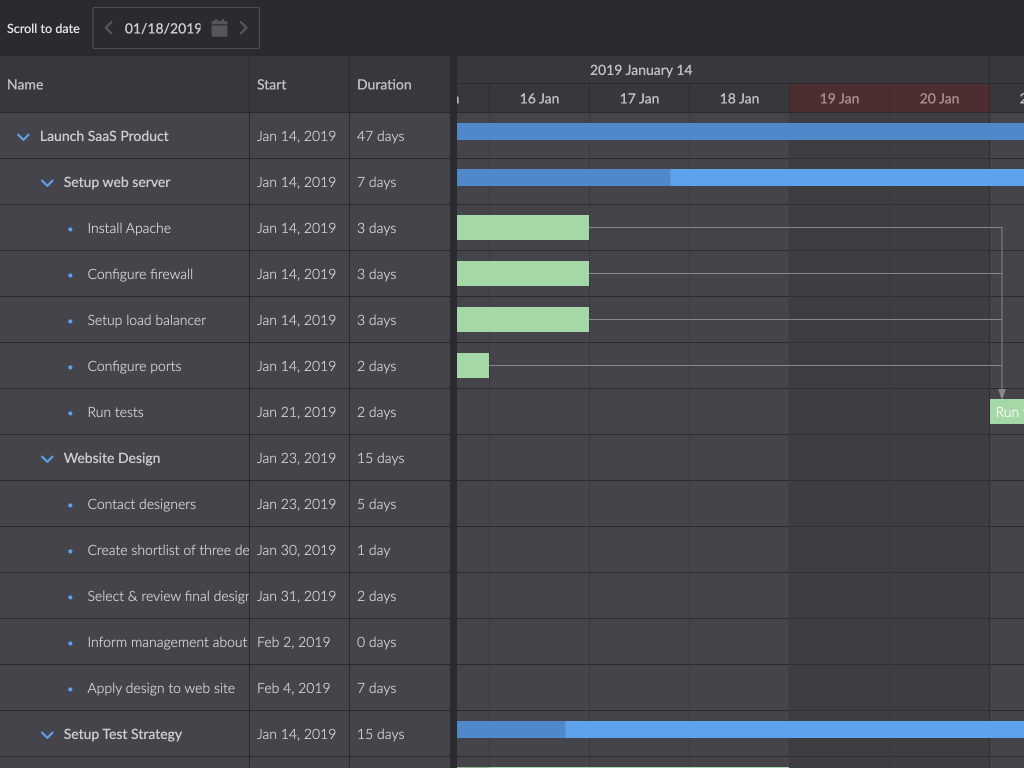 Scroll to date 01/18/2019
2019 January 14
Name Start Duration
16 Jan 17 Jan 18 Jan 19 Jan 20 Jan
Launch SaaS Product Jan 14, 2019 47 days
Setup web server Jan 14, 2019 7 days
Install Apache Jan 14, 2019 3 days
Configure firewall Jan 14, 2019 3 days
Setup load balancer Jan 14, 2019 3 days
Configure ports Jan 14, 2019 2 days
Run tests Jan 21, 2019 2 days Run
Website Design Jan 23, 2019 15 days
Contact designers Jan 23, 2019 5 days
Create shortlist of three de Jan 30, 2019 1 day
Select & review final desigr Jan 31, 2019 2 days
Inform management about Feb 2, 2019 0 days
Apply design to web site Feb 4, 2019 7 days
Setup Test Strategy Jan 14, 2019 15 days